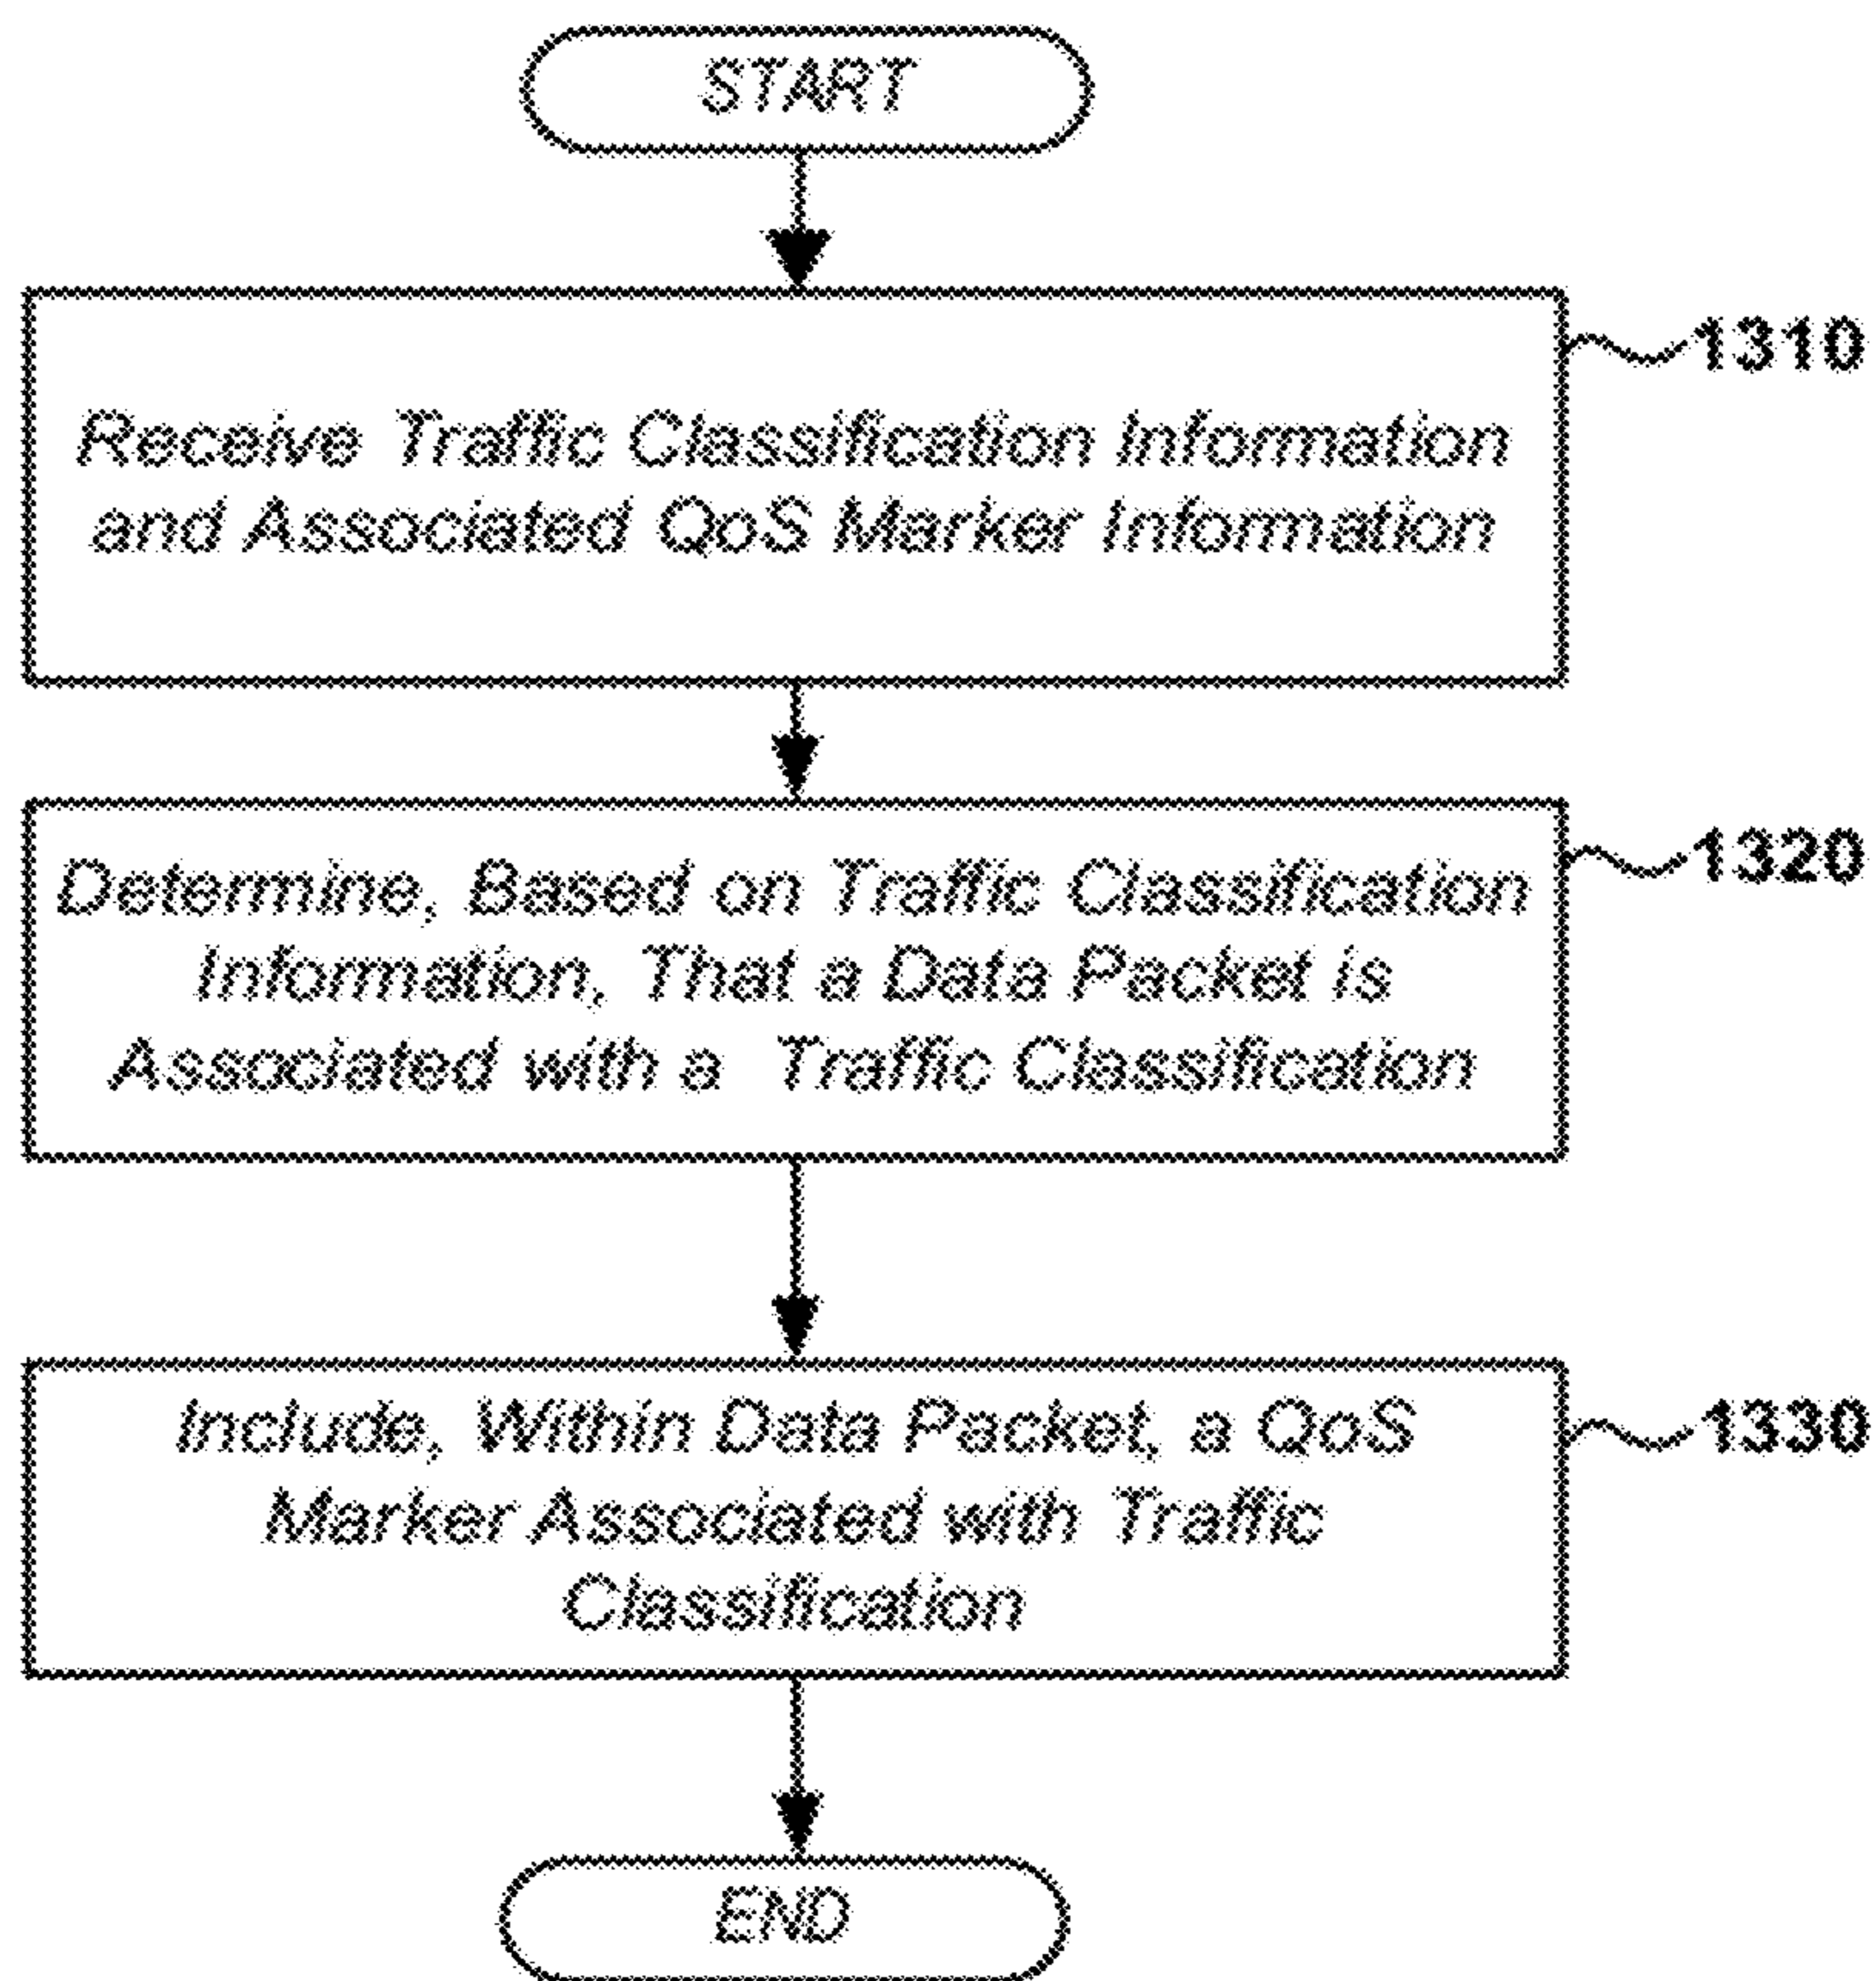 START
1310
Receive Traffic Classification Information
and Associated QoS Marker Information
1320
Determine, Based on Traffic Classification
Information, That a Data Packet is
Associated with a Traffic Classification
1330
Include, Within Data Packet, a QoS
Marker Associated with Traffic
Classification
END